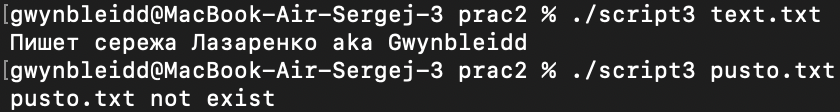 [gwynbleidd@MacBook-Air-Sergej-3 prac2 % ./script3 text.txt
Пишет сережа Лазаренко aka Gwynbleidd
[gwynbleidd@MacBook-Air-Sergej-3 prac2 % ./script3 pusto.txt
pusto.txt not exist